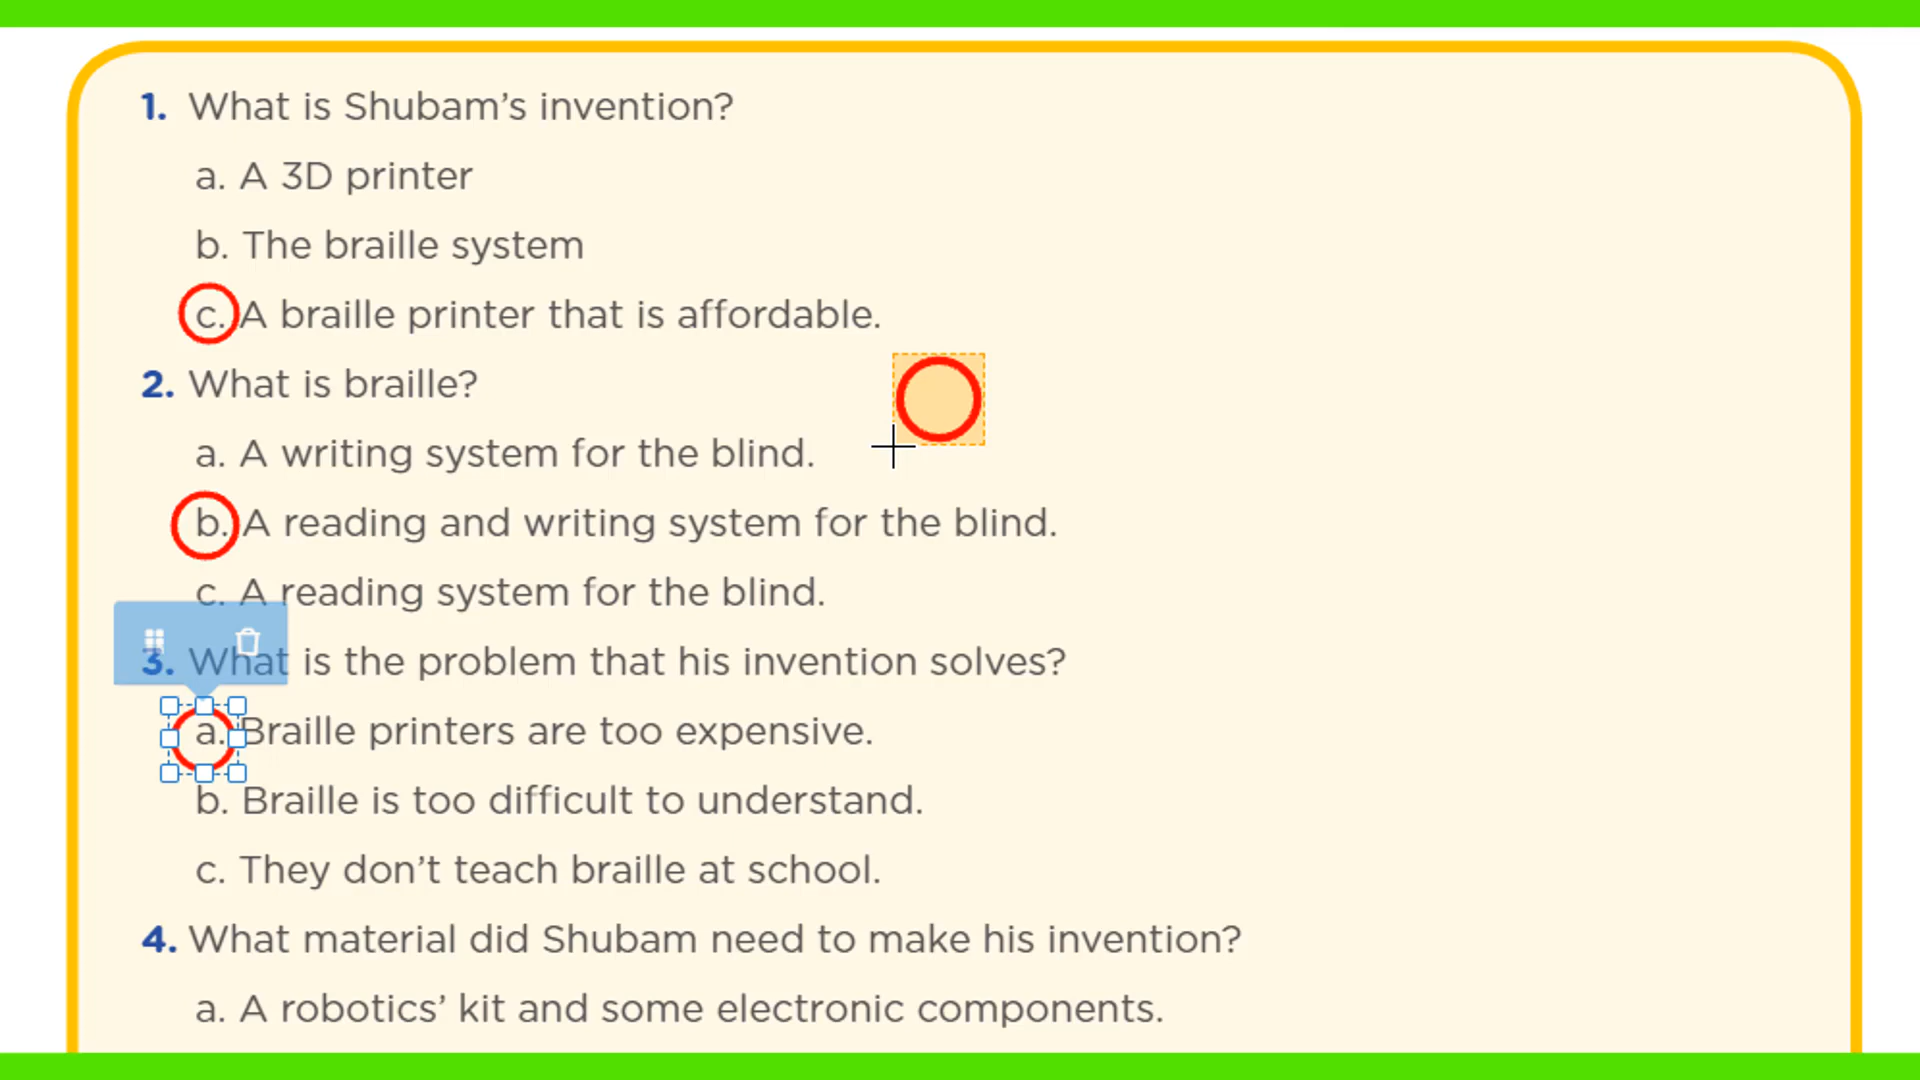 1. What is Shubam’s invention?
a. A 3D printer
b. The braille system
c. A braille printer that is affordable.
2. What is braille?
a. A writing system for the blind.
b. A reading and writing system for the blind.
c. A reading system for the blind.
3. What is the problem that his invention solves?
a. Braille printers are too expensive.
b. Braille is too difficult to understand.
c. They don’t teach braille at school.
4. What material did Shubam need to make his invention?
a. A robotics’ kit and some electronic components.